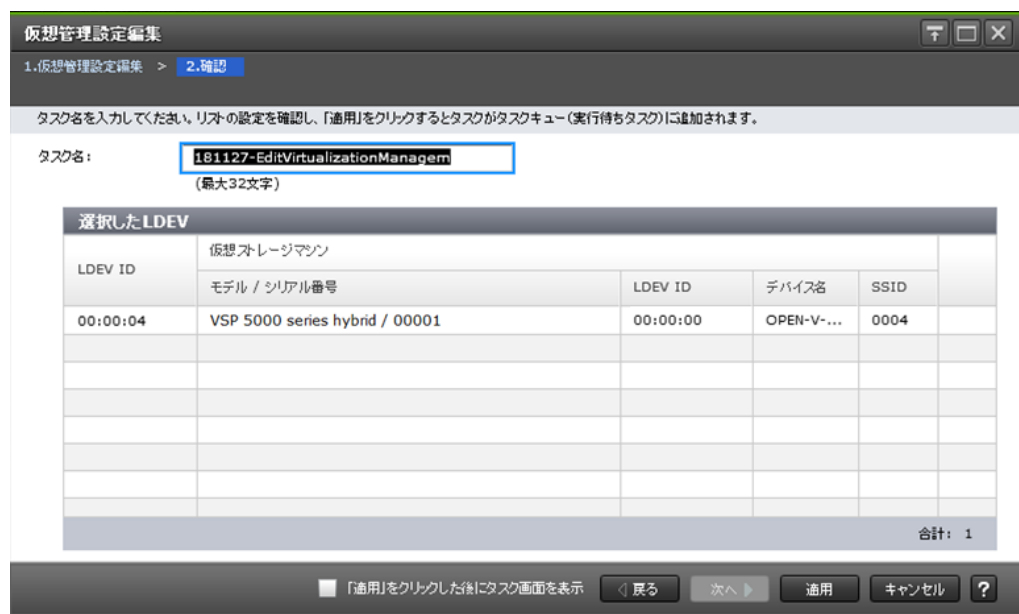 仮想管理設定編集
1.仮想管理設定編集 > 2.確認
タスク名を入力してください。リストの設定を確認し、「適用」をクリックするとタスクがタスクキュー(実行待ちタスク)に追加されます。
タスク名:
181127-EditVirtualizationManagem
(最大32文字)
選択したLDEV
LDEV ID
仮想ストレージマシン
モデル / シリアル番号 LDEV ID デバイス名 SSID
00:00:04 VSP 5000 series hybrid / 00001 00:00:00 OPEN-V-... 0004
合計: 1
「適用」をクリックした後にタスク画面を表示 戻る 次へ 適用 キャンセル ?